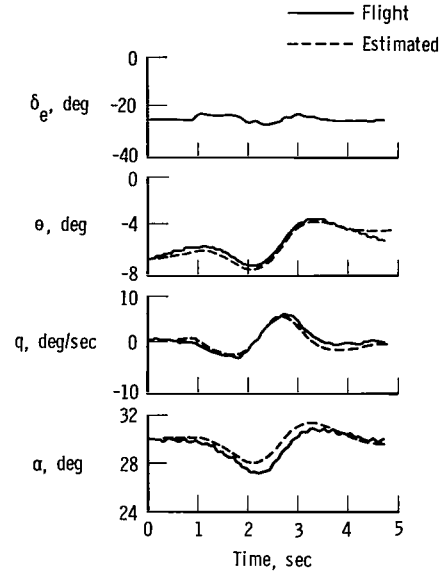 Flight
Estimated
0
δe, deg
-20
-40
0
θ, deg
-4
-8
10
q, deg/sec
0
-10
32
α, deg
28
24
0 1 2 3 4 5
Time, sec